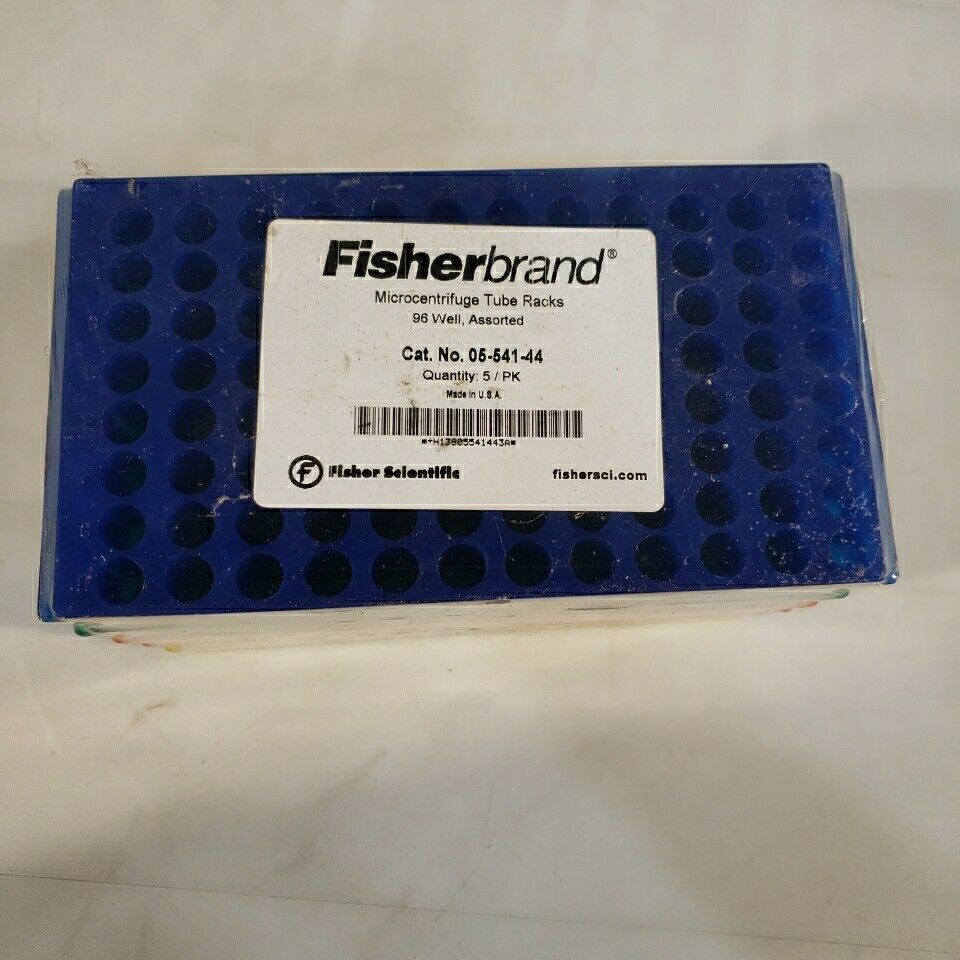 Fisherbrand®
Microcentrifuge Tube Racks
96 Well, Assorted
Cat. No. 05-541-44
Quantity: 5 / PK
Made in U.S.A.
*+H13805541443A*
f Fisher Scientific
fishersci.com